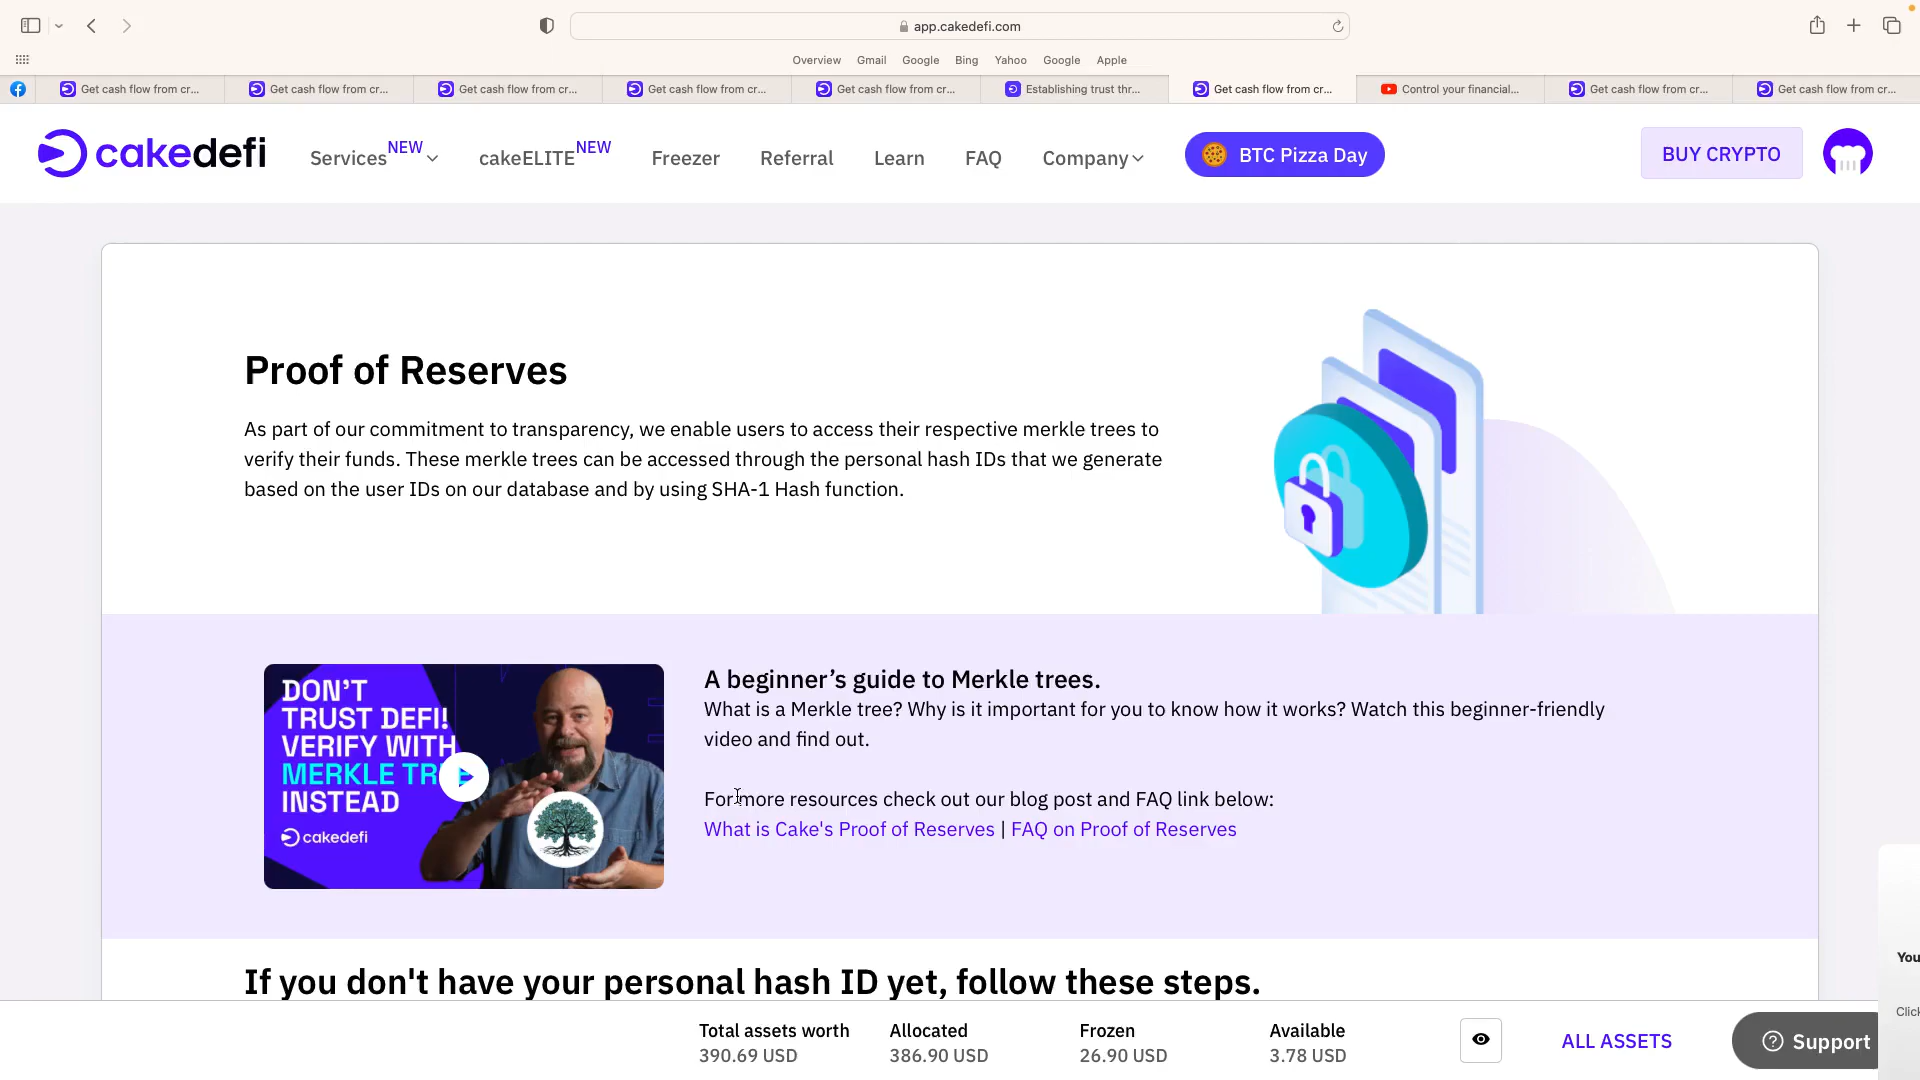 app.cakedefi.com
Overview Gmail Google Bing Yahoo Google Apple
Get cash flow from cr... Get cash flow from cr... Get cash flow from cr... Get cash flow from cr... Get cash flow from cr... Establishing trust thr... Get cash flow from cr... Control your financial... Get cash flow from cr... Get cash flow from cr...
cakedefi Services NEW cakeELITE NEW Freezer Referral Learn FAQ Company BTC Pizza Day BUY CRYPTO
Proof of Reserves
As part of our commitment to transparency, we enable users to access their respective merkle trees to
verify their funds. These merkle trees can be accessed through the personal hash IDs that we generate
based on the user IDs on our database and by using SHA-1 Hash function.
DON'T
TRUST DEFI!
VERIFY WITH
MERKLE TREE
INSTEAD
cakedefi
A beginner’s guide to Merkle trees.
What is a Merkle tree? Why is it important for you to know how it works? Watch this beginner-friendly
video and find out.
For more resources check out our blog post and FAQ link below:
What is Cake's Proof of Reserves | FAQ on Proof of Reserves
If you don't have your personal hash ID yet, follow these steps.
Total assets worth Allocated Frozen Available
390.69 USD 386.90 USD 26.90 USD 3.78 USD
ALL ASSETS
Support
You
Click